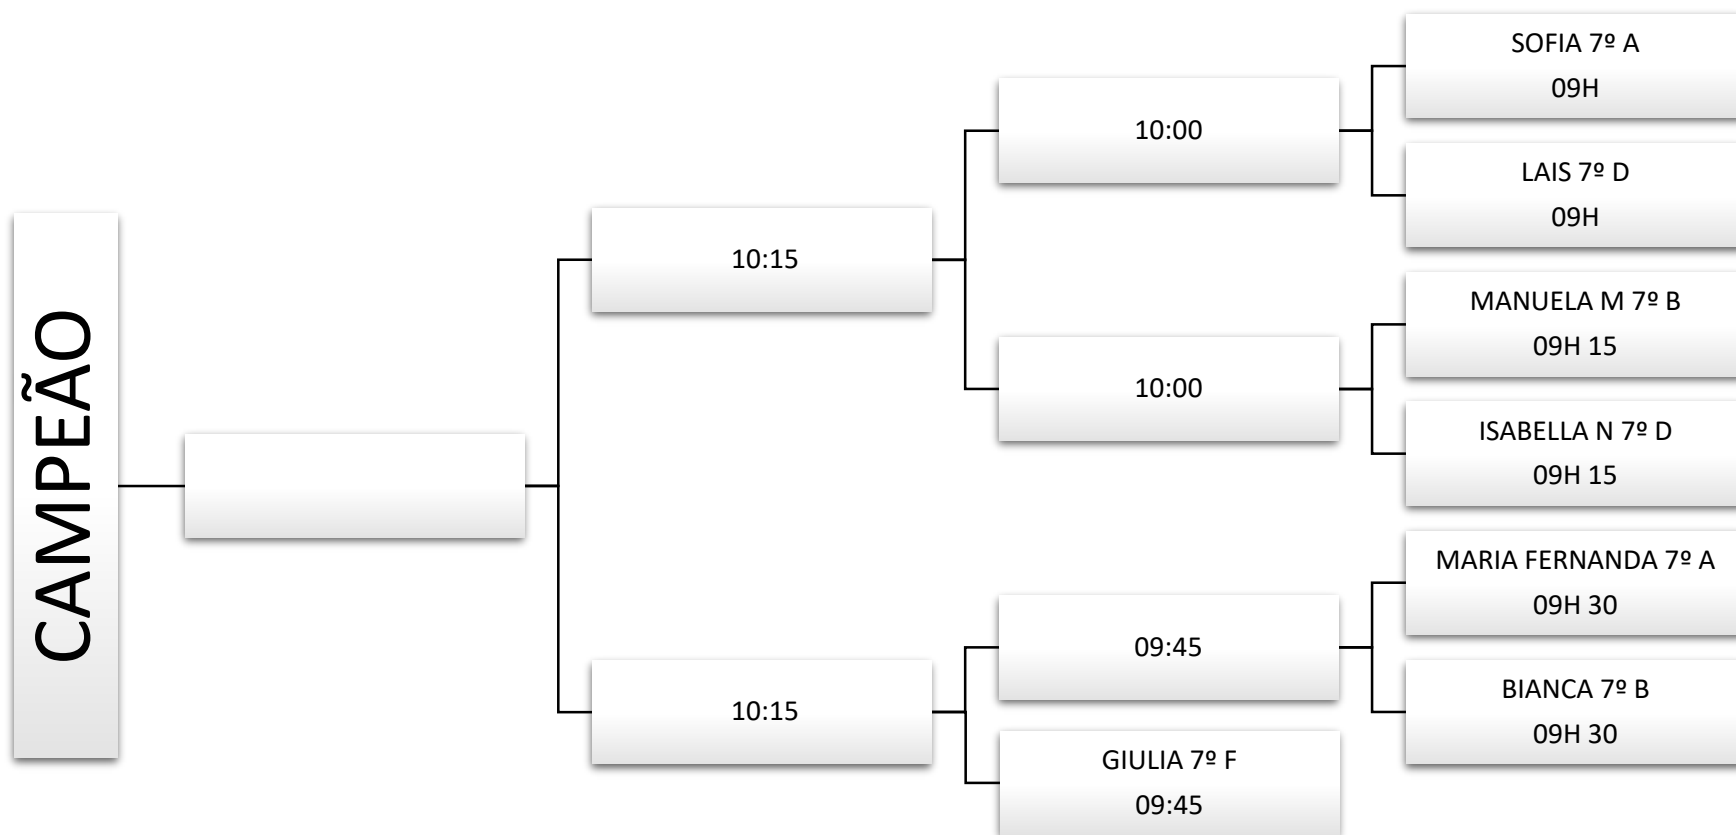 CAMPEÃO
10:15
10:00
SOFIA 7º A
09H
LAIS 7º D
09H
10:00
MANUELA M 7º B
09H 15
ISABELLA N 7º D
09H 15
10:15
09:45
MARIA FERNANDA 7º A
09H 30
BIANCA 7º B
09H 30
GIULIA 7º F
09:45